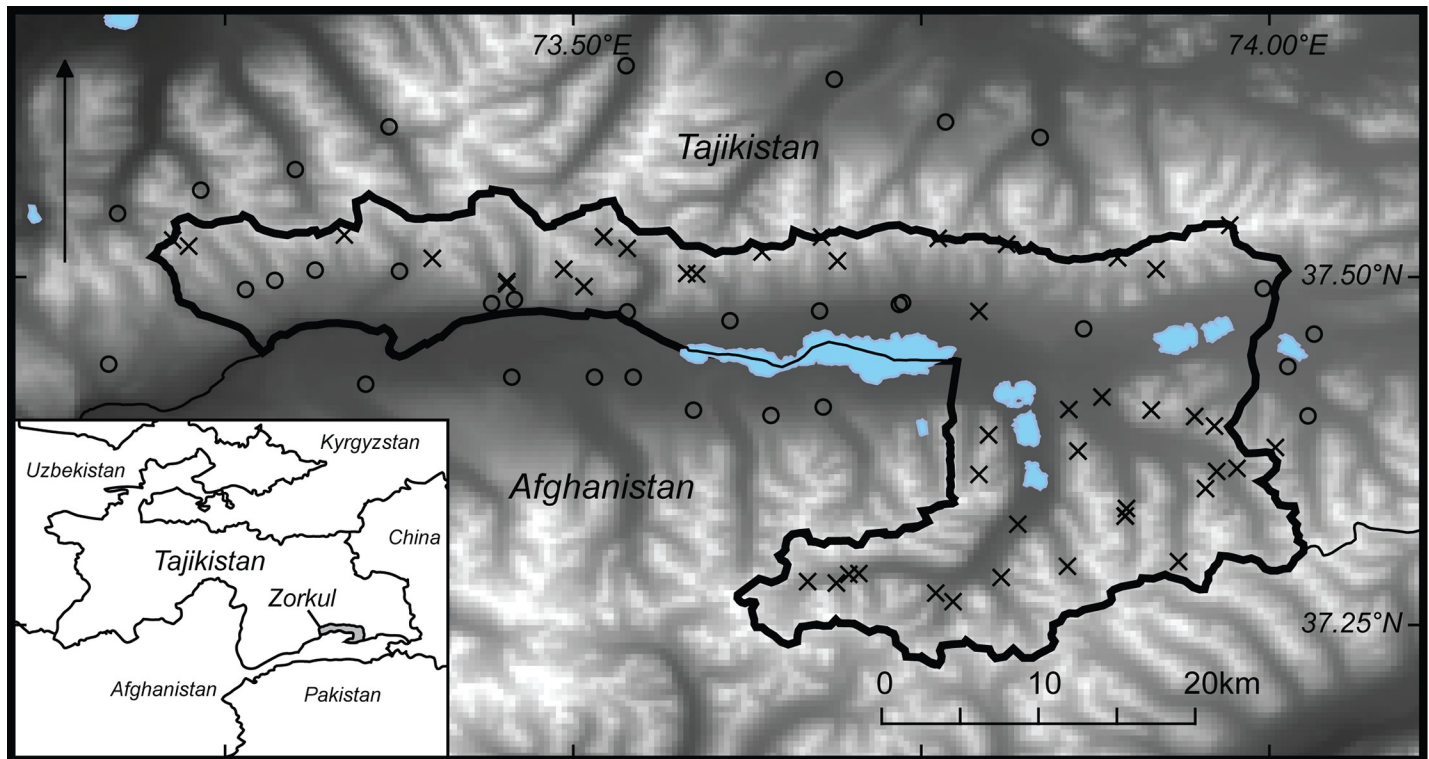 73.50°E
74.00°E
Tajikistan
37.50°N
Afghanistan
37.25°N
0 10 20km
Kyrgyzstan
Uzbekistan
China
Tajikistan
Zorkul
Afghanistan
Pakistan